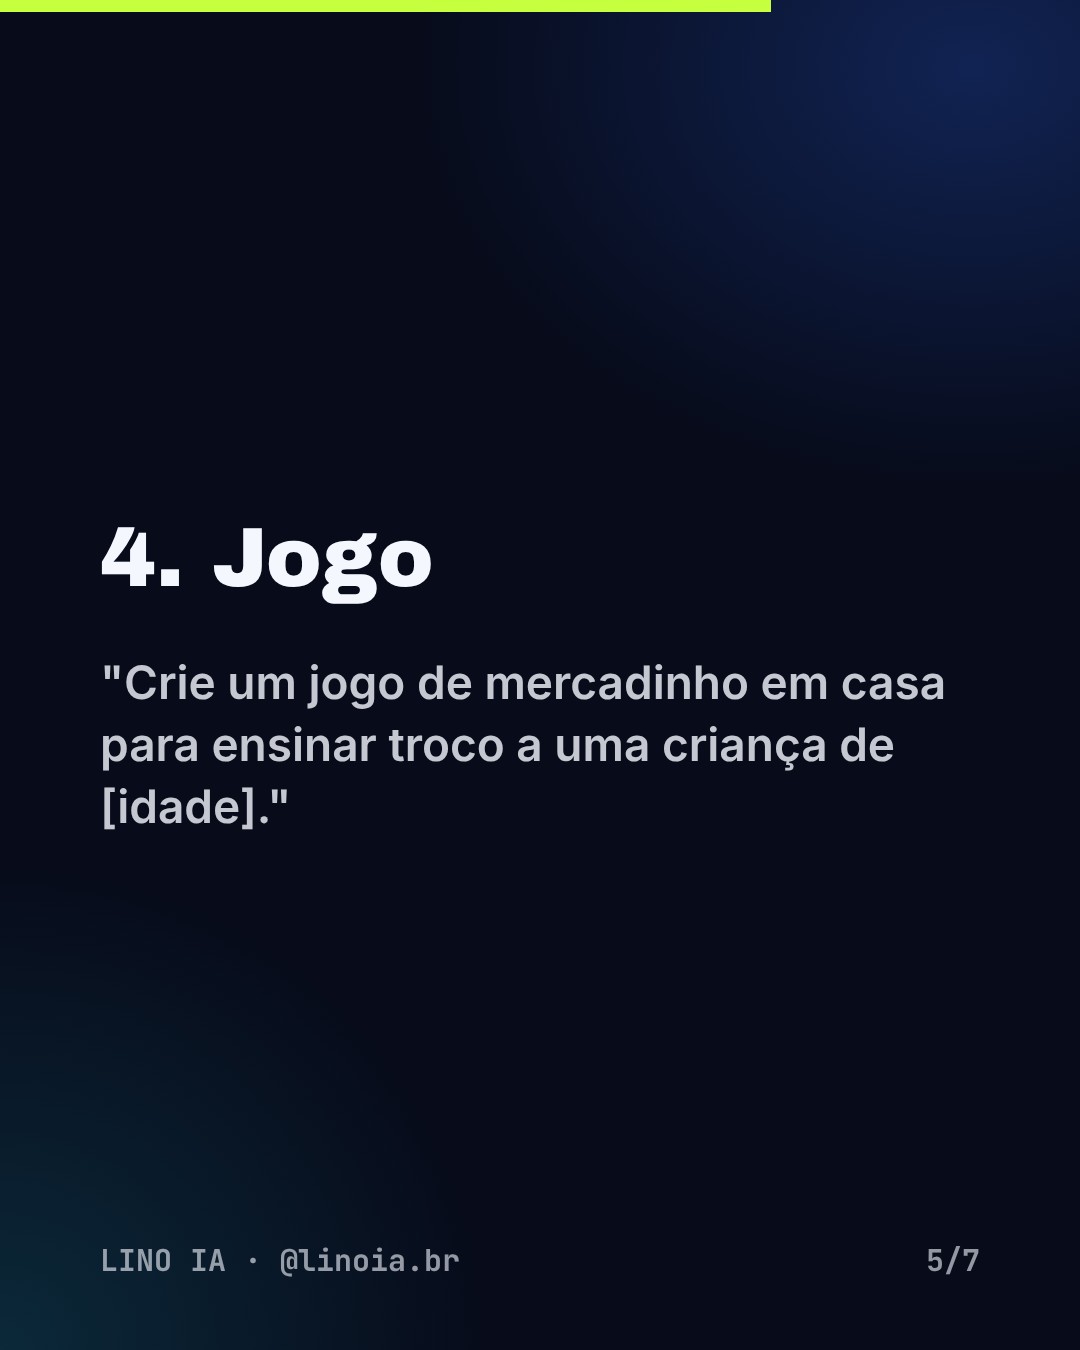 4. Jogo
"Crie um jogo de mercadinho em casa
para ensinar troco a uma criança de
[idade]."
LINO IA · @linoia.br
5/7